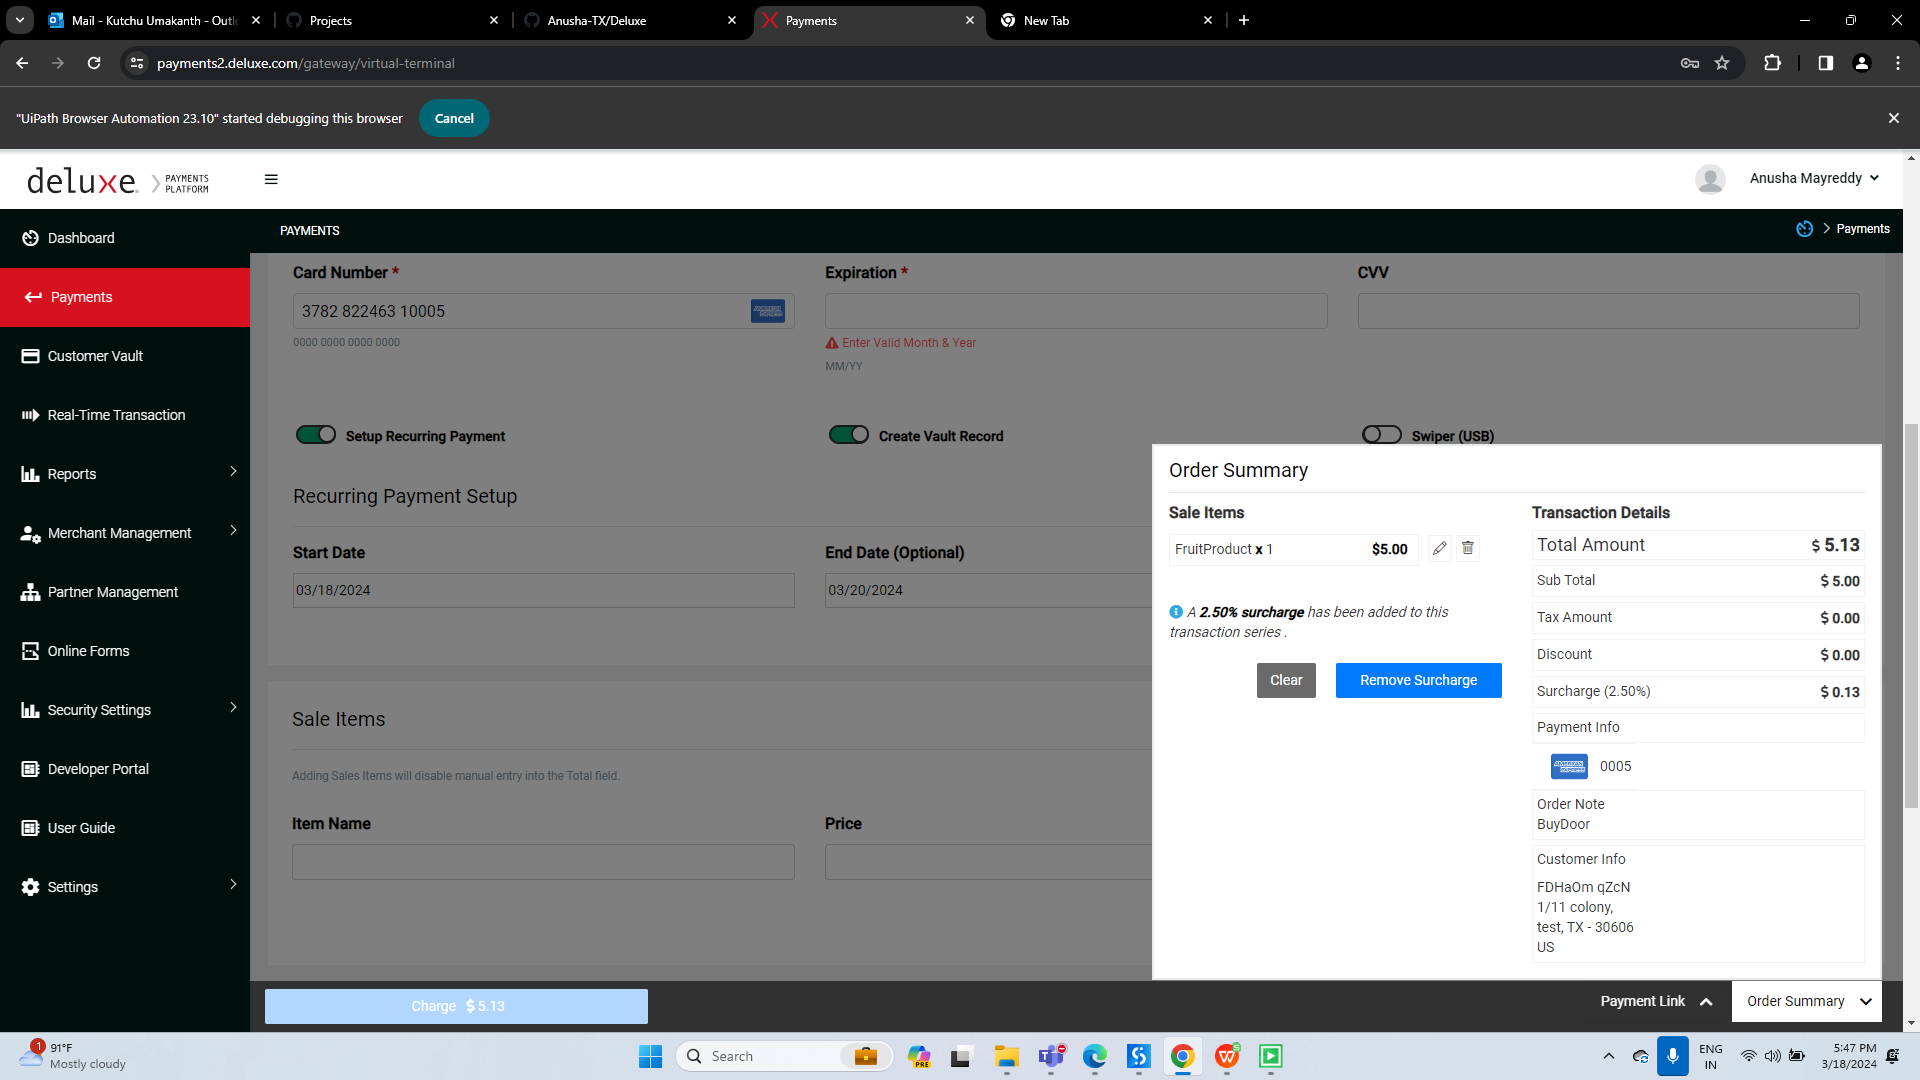 Mail - Kutchu Umakanth - Outl
Projects
Anusha-TX/Deluxe
Payments
New Tab
payments2.deluxe.com/gateway/virtual-terminal
"UiPath Browser Automation 23.10" started debugging this browser
Cancel
deluxe. PAYMENTS PLATFORM
Anusha Mayreddy
Dashboard
Payments
Customer Vault
Real-Time Transaction
Reports
Merchant Management
Partner Management
Online Forms
Security Settings
Developer Portal
User Guide
Settings
PAYMENTS
Payments
Card Number *
Expiration *
CVV
3782 822463 10005
AMERICAN EXPRESS
0000 0000 0000 0000
Enter Valid Month & Year
MM/YY
Setup Recurring Payment
Create Vault Record
Swiper (USB)
Recurring Payment Setup
Start Date
End Date (Optional)
03/18/2024
03/20/2024
Sale Items
Adding Sales Items will disable manual entry into the Total field.
Item Name
Price
Order Summary
Sale Items
FruitProduct x 1
$5.00
A 2.50% surcharge has been added to this
transaction series .
Clear
Remove Surcharge
Transaction Details
Total Amount $ 5.13
Sub Total $ 5.00
Tax Amount $ 0.00
Discount $ 0.00
Surcharge (2.50%) $ 0.13
Payment Info
AMERICAN EXPRESS 0005
Order Note
BuyDoor
Customer Info
FDHaOm qZcN
1/11 colony,
test, TX - 30606
US
Charge $ 5.13
Payment Link
Order Summary
1
91°F
Mostly cloudy
Search
PRE
ENG
IN
5:47 PM
3/18/2024